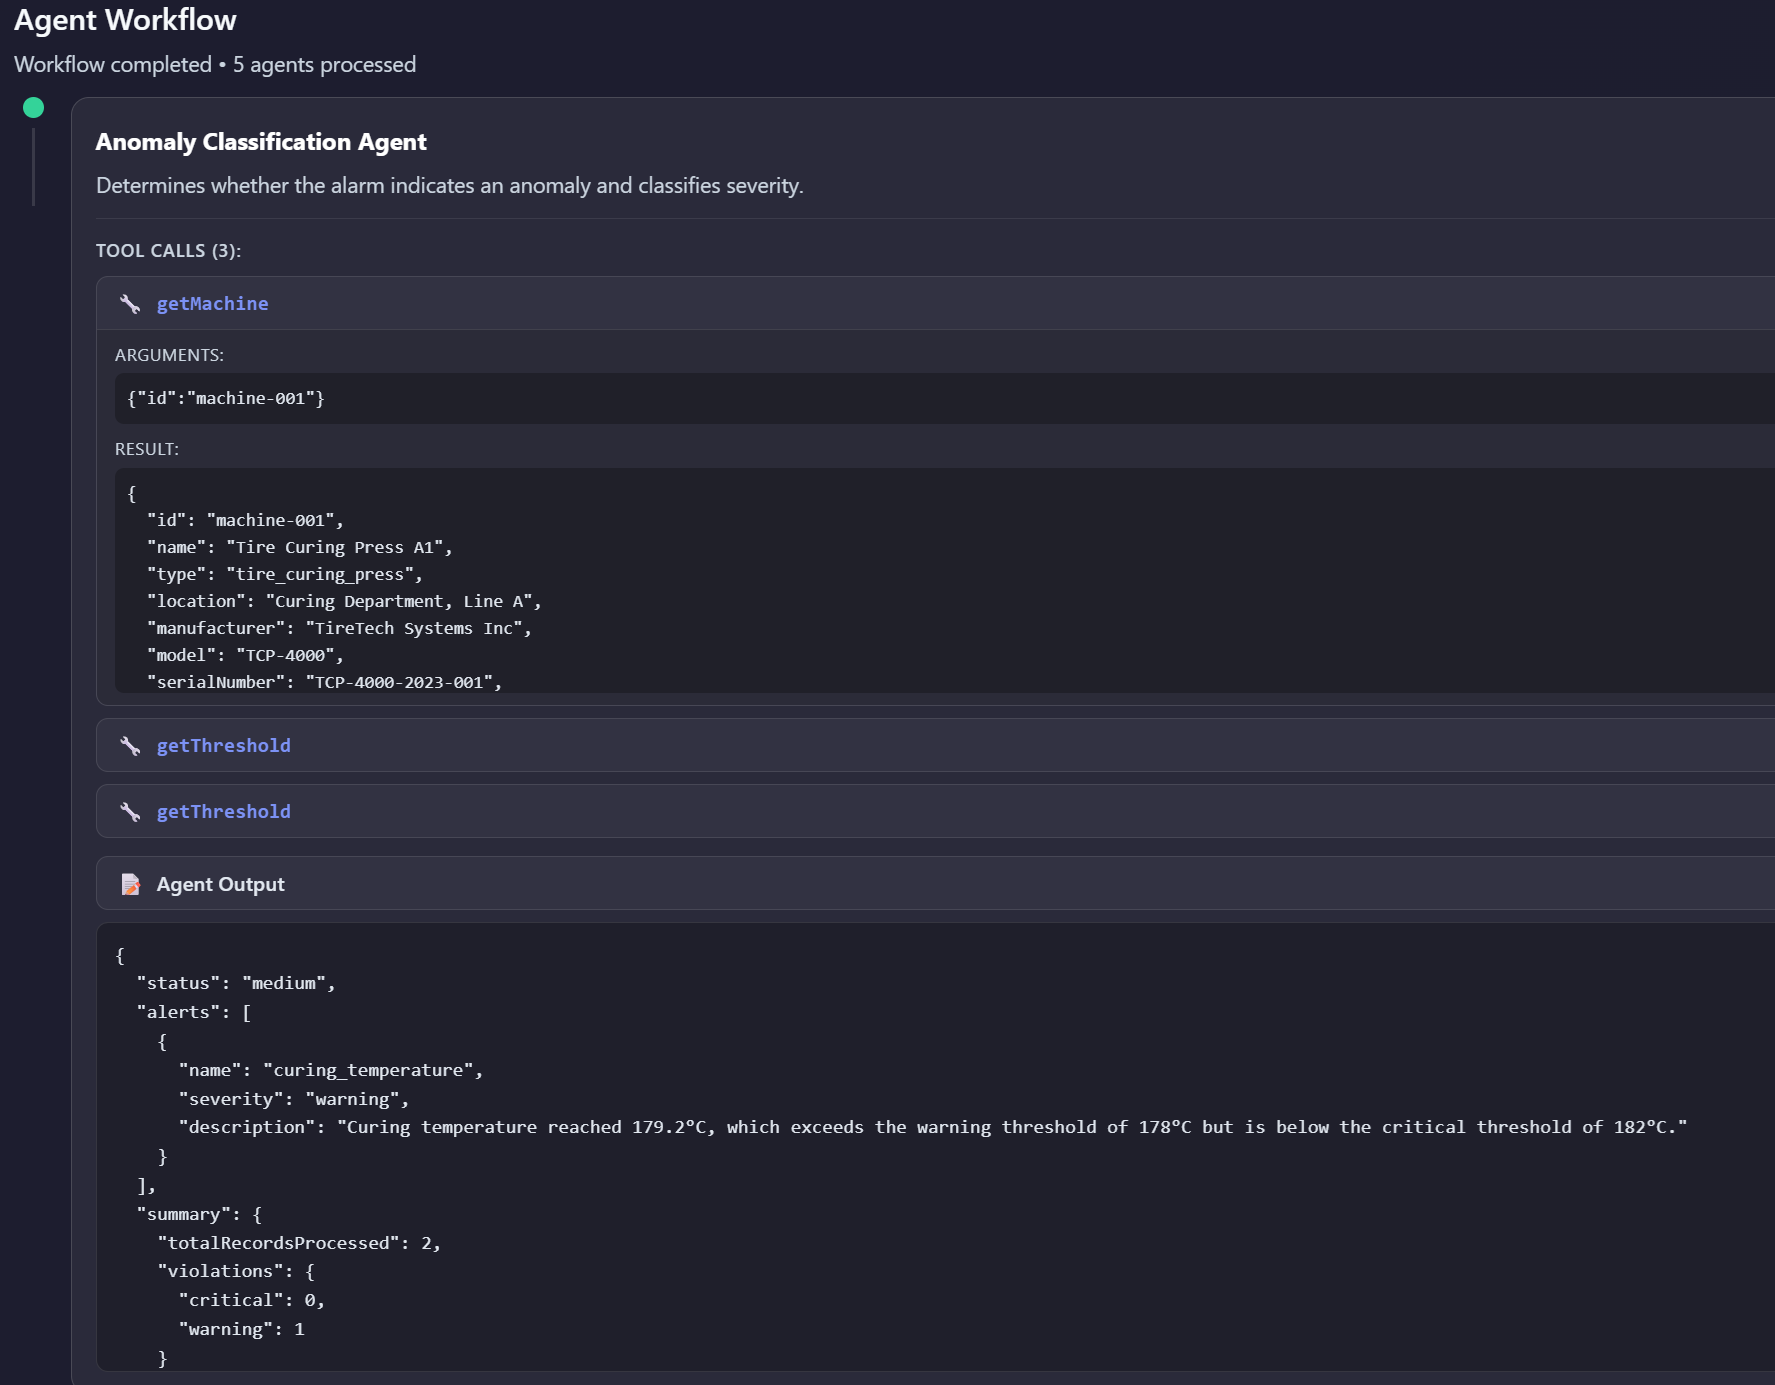 Agent Workflow
Workflow completed • 5 agents processed
Anomaly Classification Agent
Determines whether the alarm indicates an anomaly and classifies severity.
TOOL CALLS (3):
getMachine
ARGUMENTS:
{"id":"machine-001"}
RESULT:
{
  "id": "machine-001",
  "name": "Tire Curing Press A1",
  "type": "tire_curing_press",
  "location": "Curing Department, Line A",
  "manufacturer": "TireTech Systems Inc",
  "model": "TCP-4000",
  "serialNumber": "TCP-4000-2023-001",
getThreshold
getThreshold
Agent Output
{
  "status": "medium",
  "alerts": [
    {
      "name": "curing_temperature",
      "severity": "warning",
      "description": "Curing temperature reached 179.2°C, which exceeds the warning threshold of 178°C but is below the critical threshold of 182°C."
    }
  ],
  "summary": {
    "totalRecordsProcessed": 2,
    "violations": {
      "critical": 0,
      "warning": 1
    }